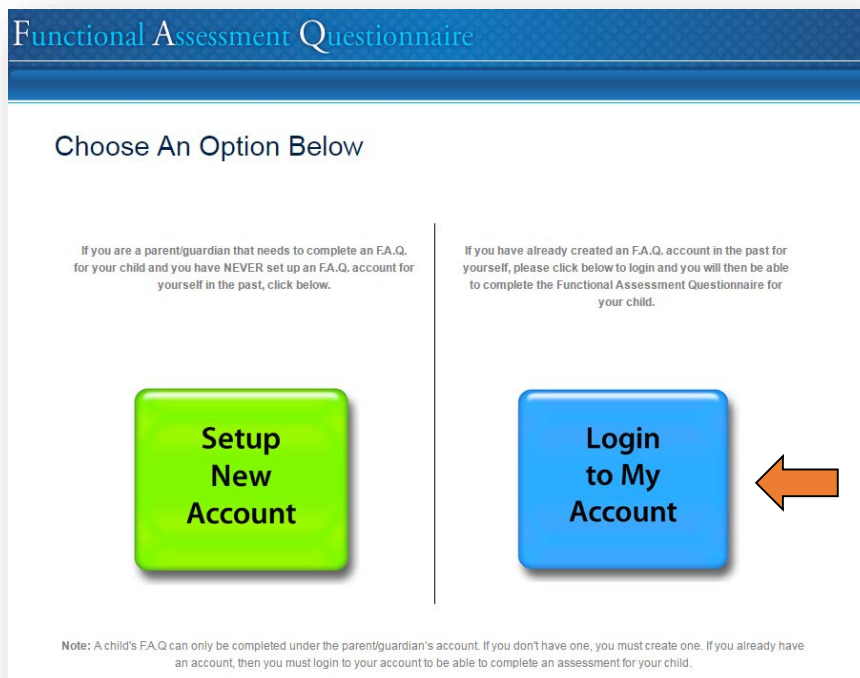 Functional Assessment Questionnaire
Choose An Option Below
If you are a parent/guardian that needs to complete an F.A.Q.
for your child and you have NEVER set up an F.A.Q. account for
yourself in the past, click below.
If you have already created an F.A.Q. account in the past for
yourself, please click below to login and you will then be able
to complete the Functional Assessment Questionnaire for
your child.
Setup
New
Account
Login
to My
Account
Note: A child's F.A.Q can only be completed under the parent/guardian's account. If you don't have one, you must create one. If you already have
an account, then you must login to your account to be able to complete an assessment for your child.